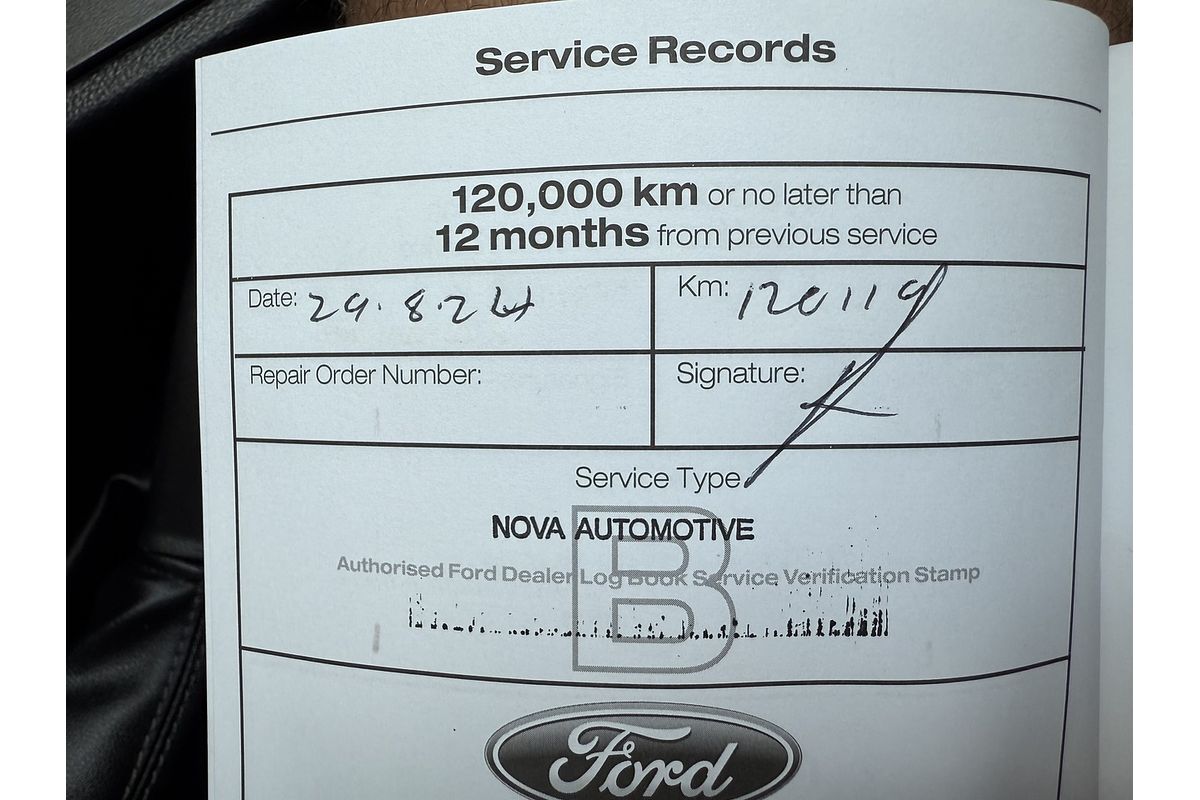 Service Records
120,000 km or no later than
12 months from previous service
Date: 29.8.24
Km: 120119
Repair Order Number:
Signature:
Service Type
B
NOVA AUTOMOTIVE
Authorised Ford Dealer Log Book Service Verification Stamp
Ford